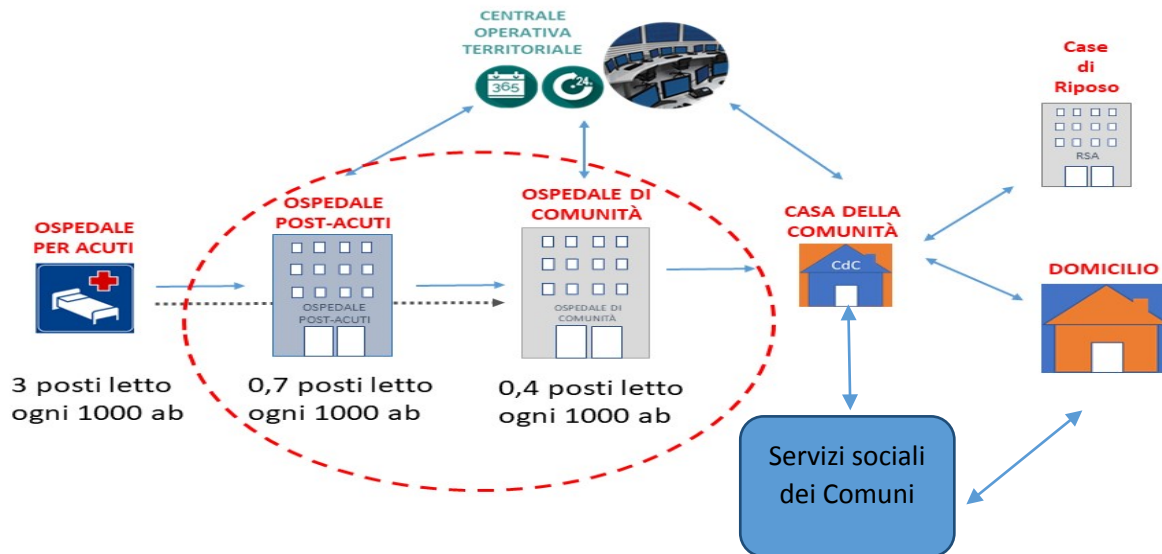 CENTRALE
OPERATIVA
TERRITORIALE
365
24h
Case
di
Riposo
RSA
OSPEDALE
PER ACUTI
OSPEDALE
POST-ACUTI
OSPEDALE DI
COMUNITÀ
CASA DELLA
COMUNITÀ
CdC
DOMICILIO
OSPEDALE
POST-ACUTI
OSPEDALE DI
COMUNITÀ
3 posti letto
ogni 1000 ab
0,7 posti letto
ogni 1000 ab
0,4 posti letto
ogni 1000 ab
Servizi sociali
dei Comuni